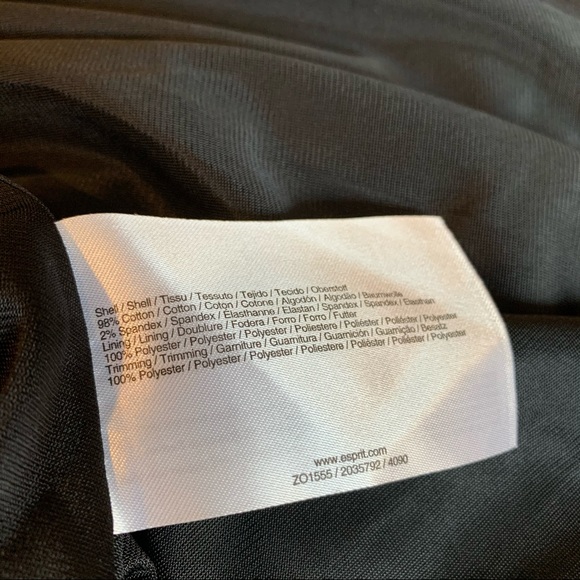 Shell / Shell / Tissu / Tessuto / Tejido / Tecido / Oberstoff
98% Cotton / Cotton / Coton / Cotone / Algodón / Algodão / Baumwolle
2% Spandex / Spandex / Elasthanne / Elastan / Spandex / Spandex / Elasthan
Lining / Lining / Doublure / Fodera / Forro / Forro / Futter
100% Polyester / Polyester / Polyester / Poliestere / Poliéster / Poliéster / Polyester
Trimming / Trimming / Garniture / Guarnitura / Guarnición / Guarnição / Besatz
100% Polyester / Polyester / Polyester / Poliestere / Poliéster / Poliéster / Polyester
www.esprit.com
ZO1555 / 2035792 / 4090